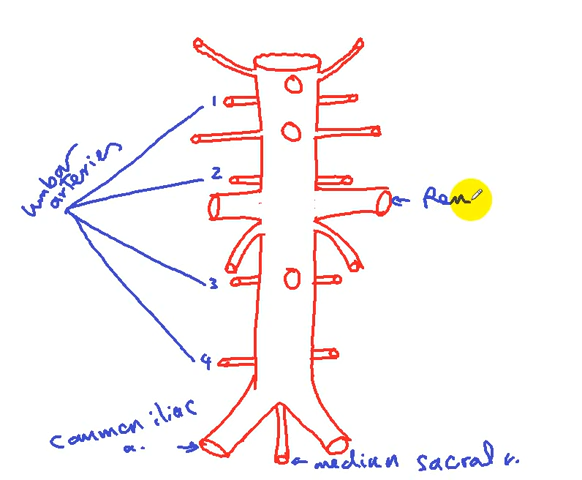 1
lumbar
arteries
2
Ren
3
4
common iliac
a.
median sacral v.